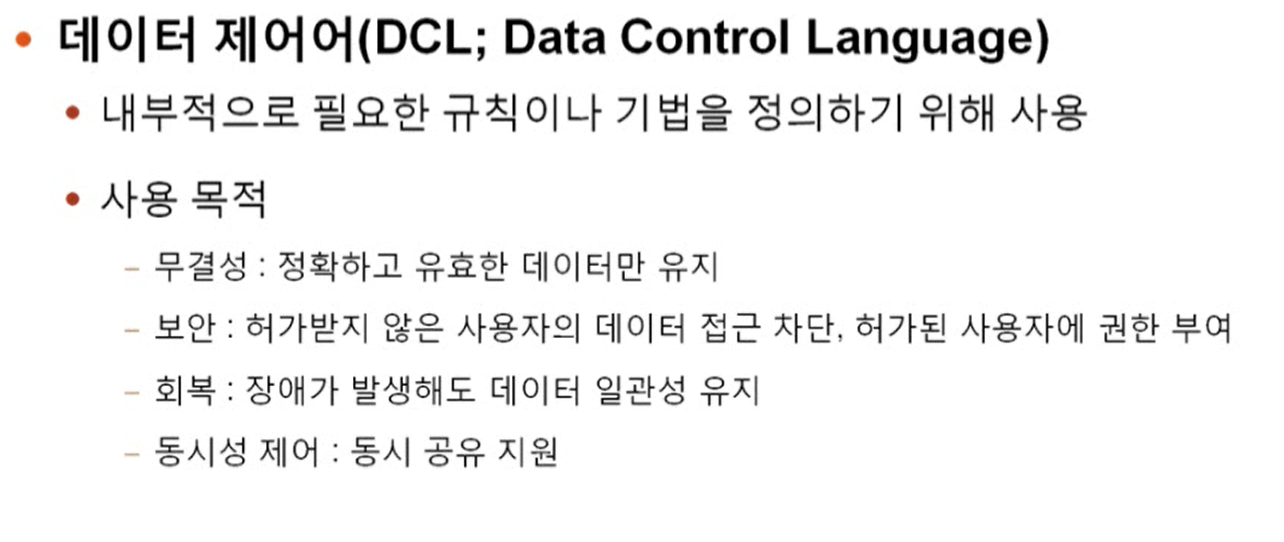 • 데이터 제어어(DCL; Data Control Language)
• 내부적으로 필요한 규칙이나 기법을 정의하기 위해 사용
• 사용 목적
– 무결성 : 정확하고 유효한 데이터만 유지
– 보안 : 허가받지 않은 사용자의 데이터 접근 차단, 허가된 사용자에 권한 부여
– 회복 : 장애가 발생해도 데이터 일관성 유지
– 동시성 제어 : 동시 공유 지원